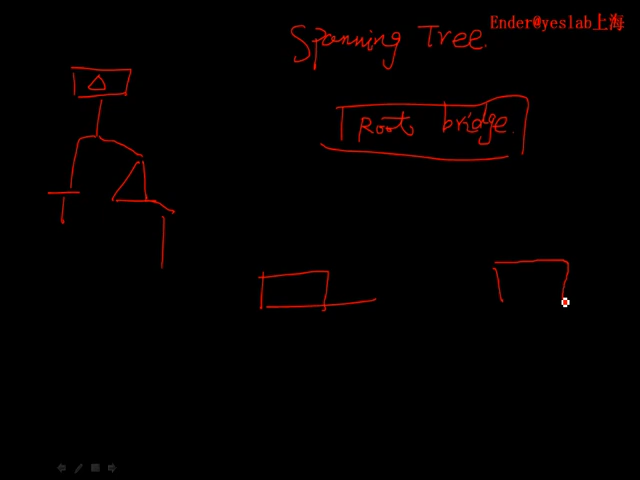 Ender@yeslab上海
Spanning Tree.
Root bridge.